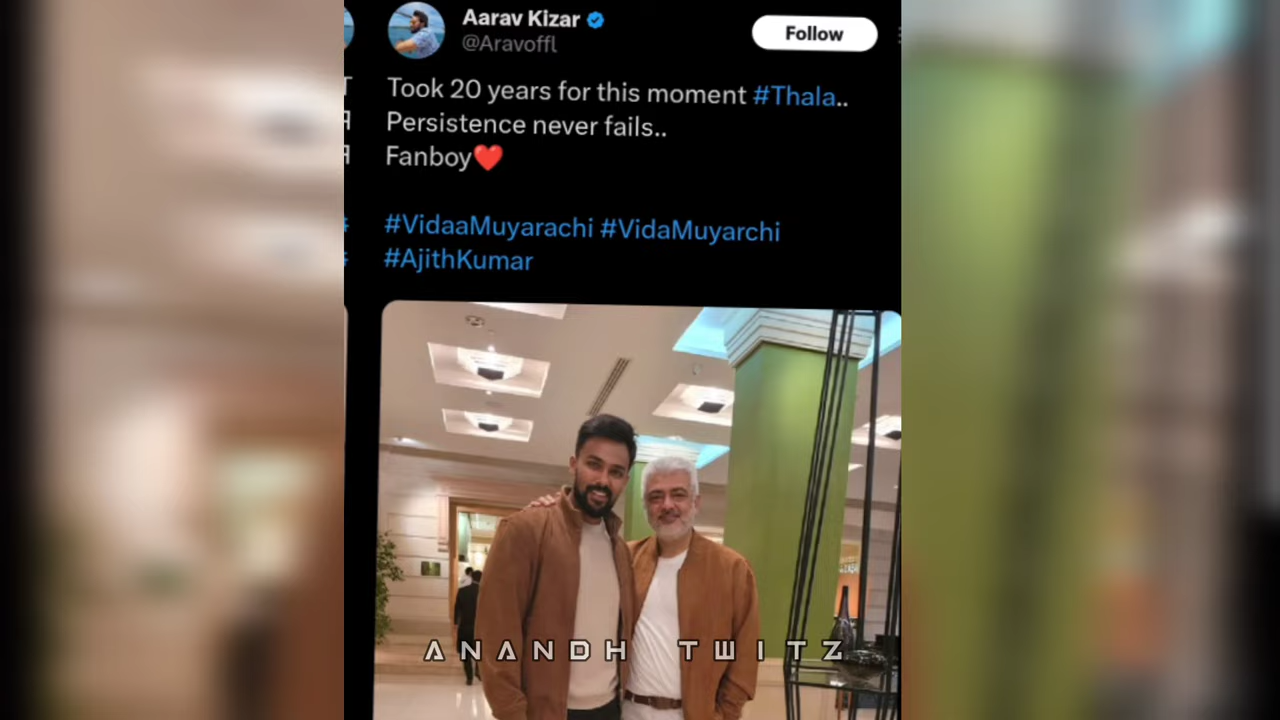 Aarav Kizar
@Aravoffl
Follow
Took 20 years for this moment #Thala..
Persistence never fails..
Fanboy❤️
#VidaaMuyarachi #VidaMuyarchi
#AjithKumar
ANANDH TWITZ